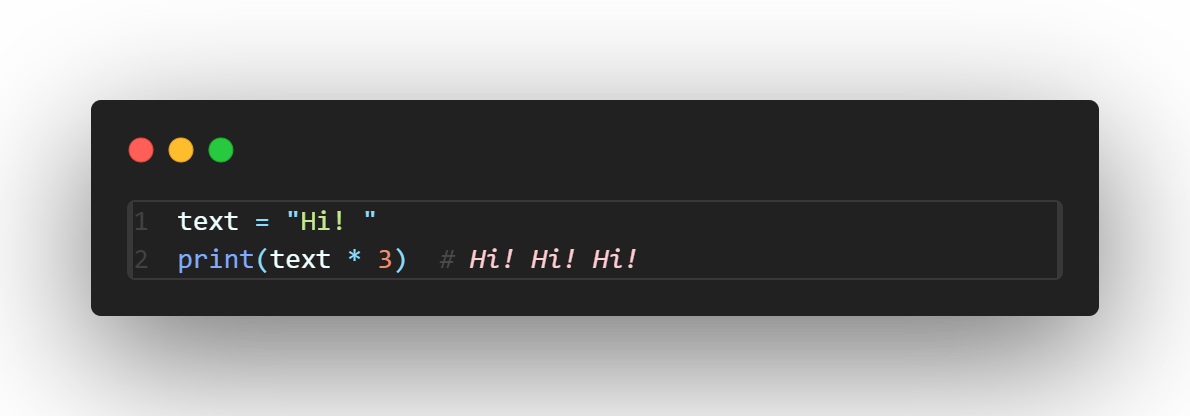 1 text = "Hi! "
2 print(text * 3)  # Hi! Hi! Hi!